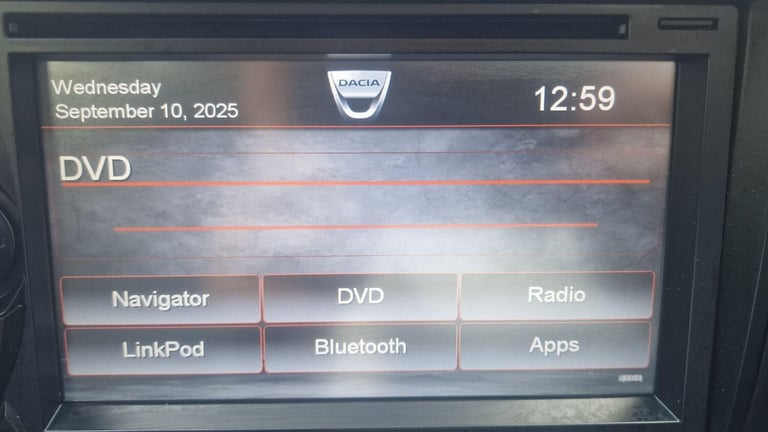 Wednesday
September 10, 2025
DACIA
12:59
DVD
Navigator
DVD
Radio
LinkPod
Bluetooth
Apps